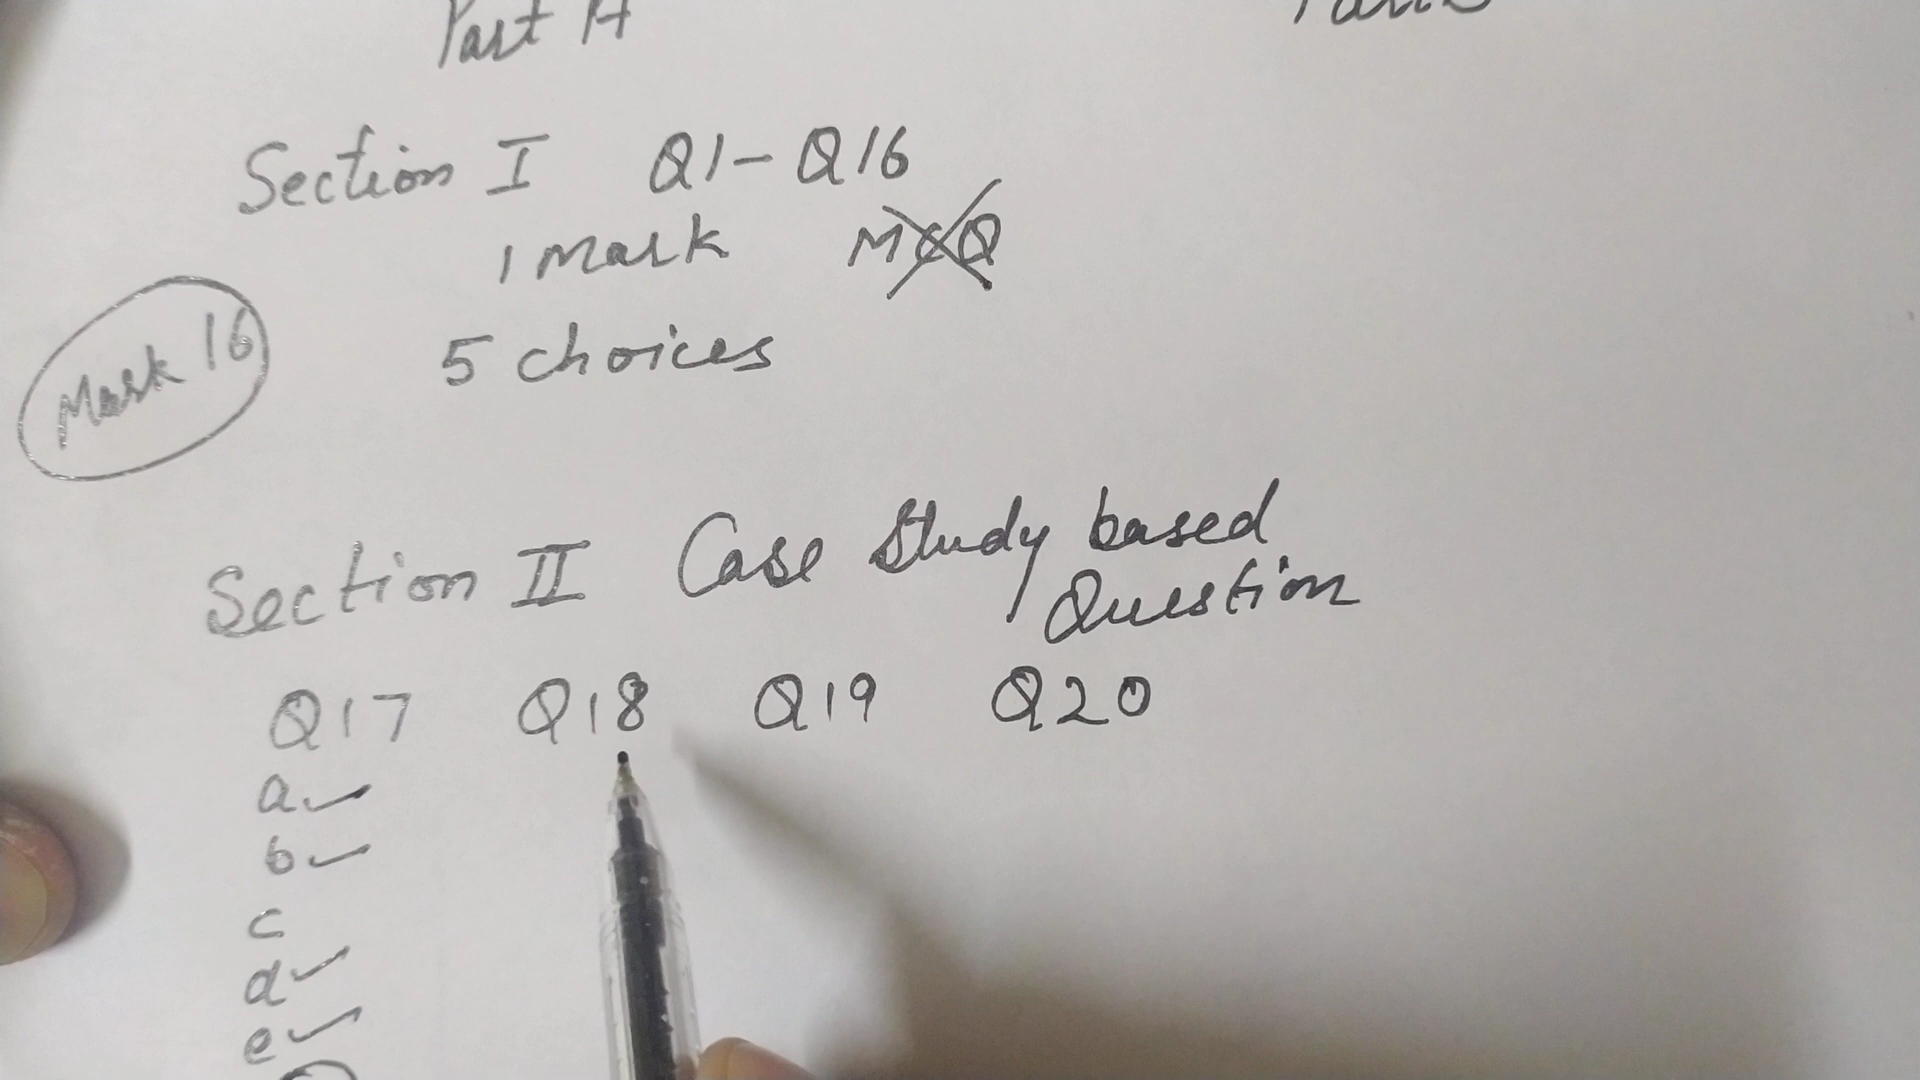 Part A
Section I Q1-Q16
1 Mark MCQ
Mark 16
5 choices
Section II Case Study based
Question
Q17 Q18 Q19 Q20
a
b
c
d
e